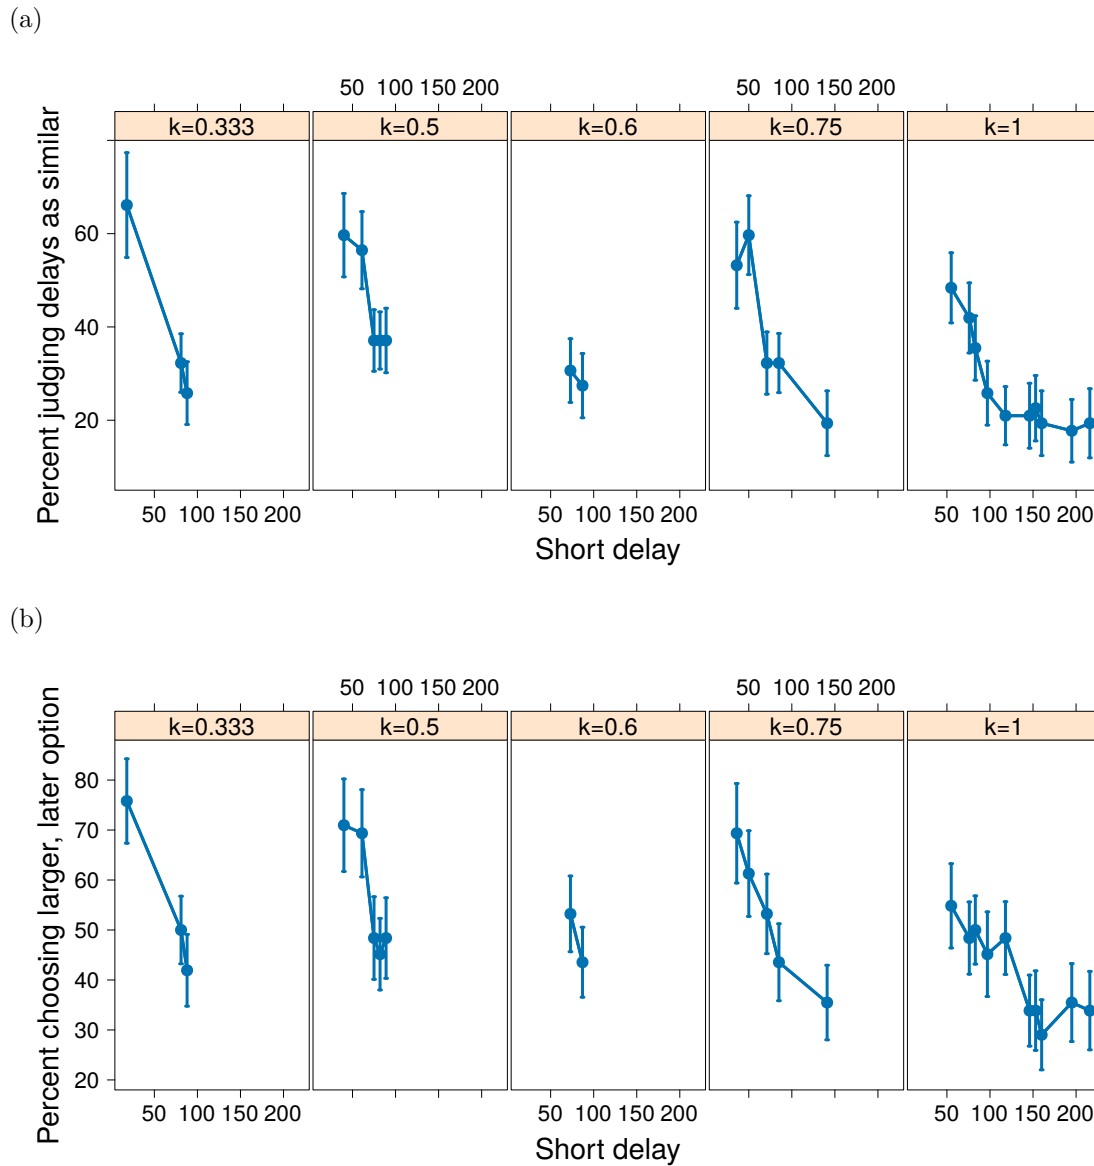 (a)
50 100 150 200 50 100 150 200
k=0.333 k=0.5 k=0.6 k=0.75 k=1
Percent judging delays as similar
60
40
20
50 100 150 200 50 100 150 200 50 100 150 200
Short delay
(b)
50 100 150 200 50 100 150 200
k=0.333 k=0.5 k=0.6 k=0.75 k=1
Percent choosing larger, later option
80
70
60
50
40
30
20
50 100 150 200 50 100 150 200 50 100 150 200
Short delay